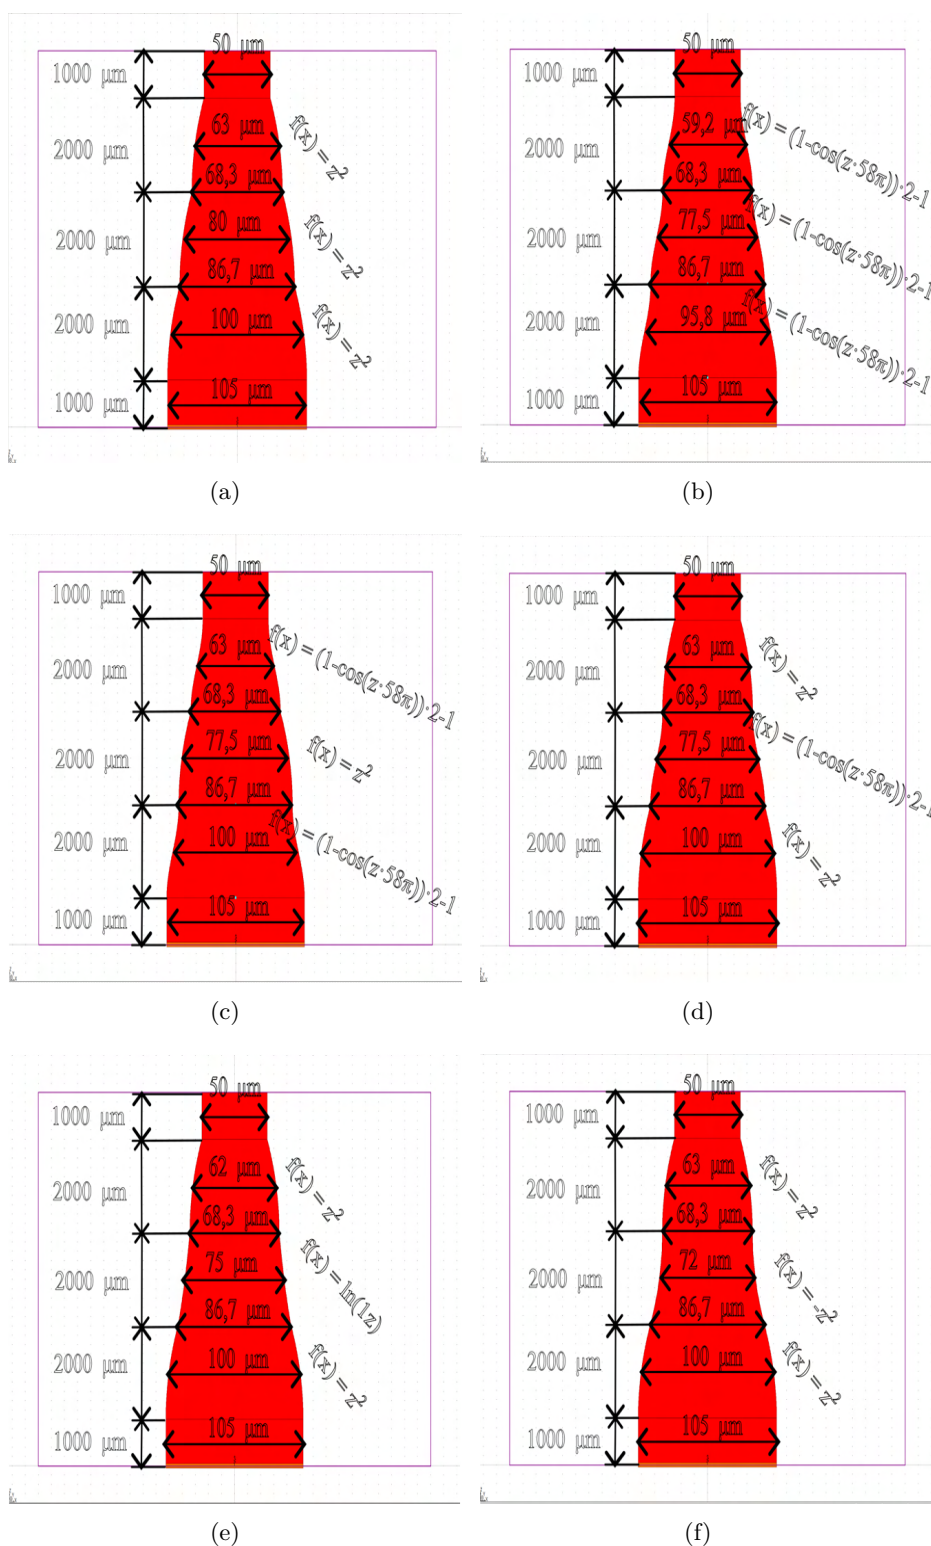 50 μm
1000 μm
63 μm
f(x) = z²
2000 μm
68,3 μm
80 μm
f(x) = z²
2000 μm
86,7 μm
100 μm
f(x) = z²
2000 μm
105 μm
1000 μm
(a)
50 μm
1000 μm
59,2 μm
f(x) = (1-cos(z·58π))·2-1
2000 μm
68,3 μm
77,5 μm
f(x) = (1-cos(z·58π))·2-1
2000 μm
86,7 μm
95,8 μm
f(x) = (1-cos(z·58π))·2-1
2000 μm
105 μm
1000 μm
(b)
50 μm
1000 μm
63 μm
f(x) = (1-cos(z·58π))·2-1
2000 μm
68,3 μm
77,5 μm
f(x) = z²
2000 μm
86,7 μm
100 μm
f(x) = (1-cos(z·58π))·2-1
2000 μm
105 μm
1000 μm
(c)
50 μm
1000 μm
63 μm
f(x) = z²
2000 μm
68,3 μm
77,5 μm
f(x) = (1-cos(z·58π))·2-1
2000 μm
86,7 μm
100 μm
f(x) = z²
2000 μm
105 μm
1000 μm
(d)
50 μm
1000 μm
62 μm
f(x) = z²
2000 μm
68,3 μm
75 μm
f(x) = ln(1z)
2000 μm
86,7 μm
100 μm
f(x) = z²
2000 μm
105 μm
1000 μm
(e)
50 μm
1000 μm
63 μm
f(x) = z²
2000 μm
68,3 μm
72 μm
f(x) = -z²
2000 μm
86,7 μm
100 μm
f(x) = z²
2000 μm
105 μm
1000 μm
(f)